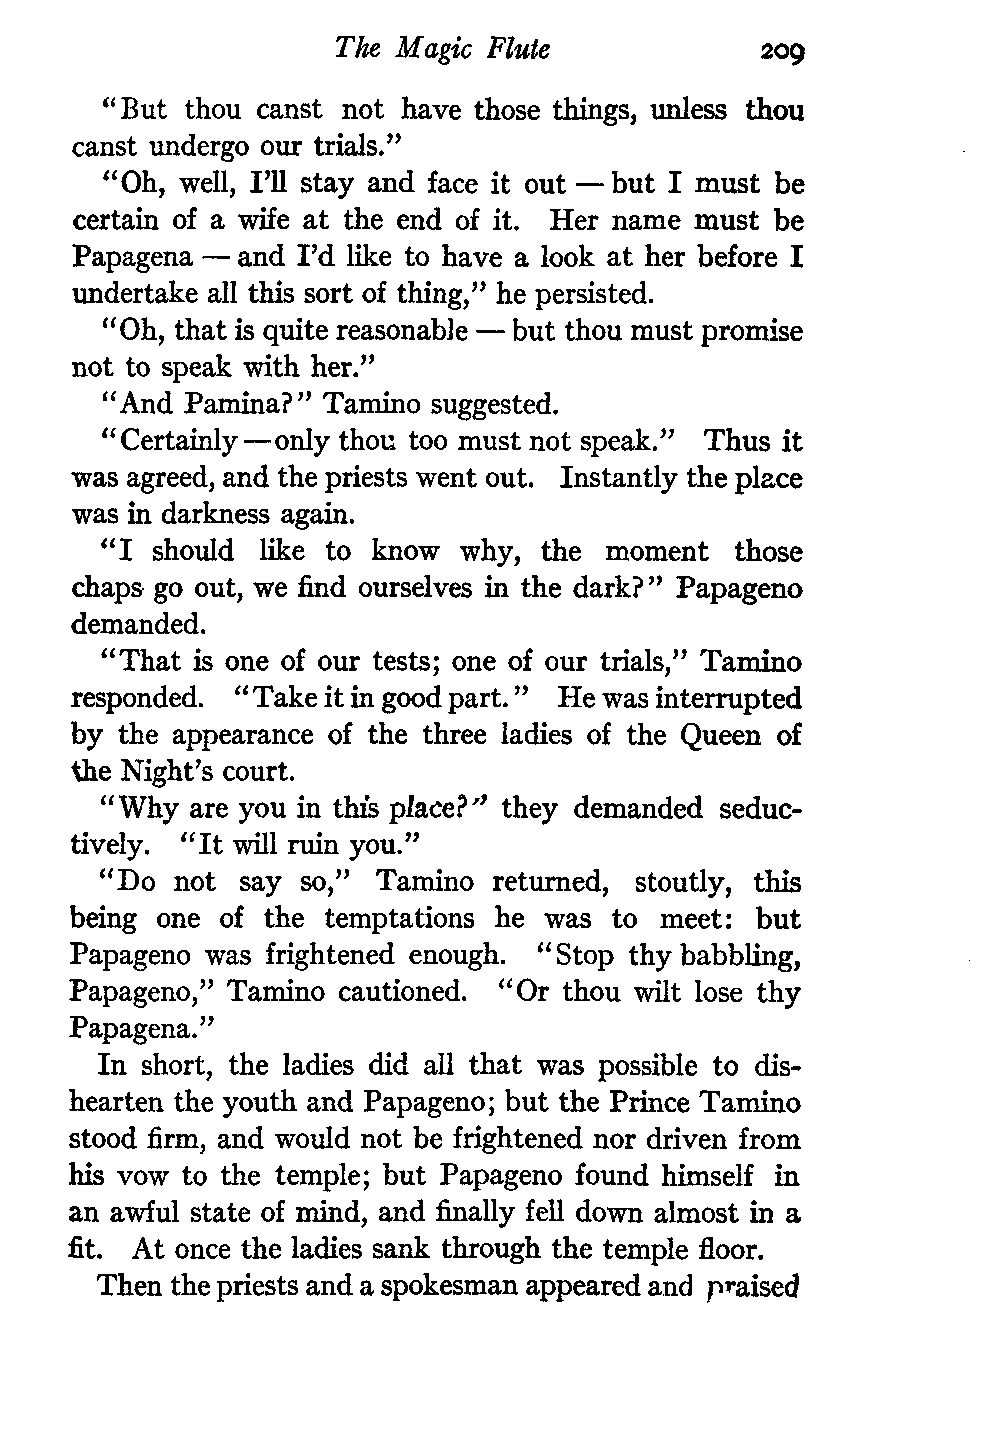 The Magic Flute 209
"But thou canst not have those things, unless thou
canst undergo our trials."
"Oh, well, I'll stay and face it out — but I must be
certain of a wife at the end of it. Her name must be
Papagena — and I'd like to have a look at her before I
undertake all this sort of thing," he persisted.
"Oh, that is quite reasonable — but thou must promise
not to speak with her."
"And Pamina?" Tamino suggested.
"Certainly—only thou too must not speak." Thus it
was agreed, and the priests went out. Instantly the place
was in darkness again.
"I should like to know why, the moment those
chaps go out, we find ourselves in the dark?" Papageno
demanded.
"That is one of our tests; one of our trials," Tamino
responded. "Take it in good part." He was interrupted
by the appearance of the three ladies of the Queen of
the Night's court.
"Why are you in this place?" they demanded seduc-
tively. "It will ruin you."
"Do not say so," Tamino returned, stoutly, this
being one of the temptations he was to meet: but
Papageno was frightened enough. "Stop thy babbling,
Papageno," Tamino cautioned. "Or thou wilt lose thy
Papagena."
In short, the ladies did all that was possible to dis-
hearten the youth and Papageno; but the Prince Tamino
stood firm, and would not be frightened nor driven from
his vow to the temple; but Papageno found himself in
an awful state of mind, and finally fell down almost in a
fit. At once the ladies sank through the temple floor.
Then the priests and a spokesman appeared and praised